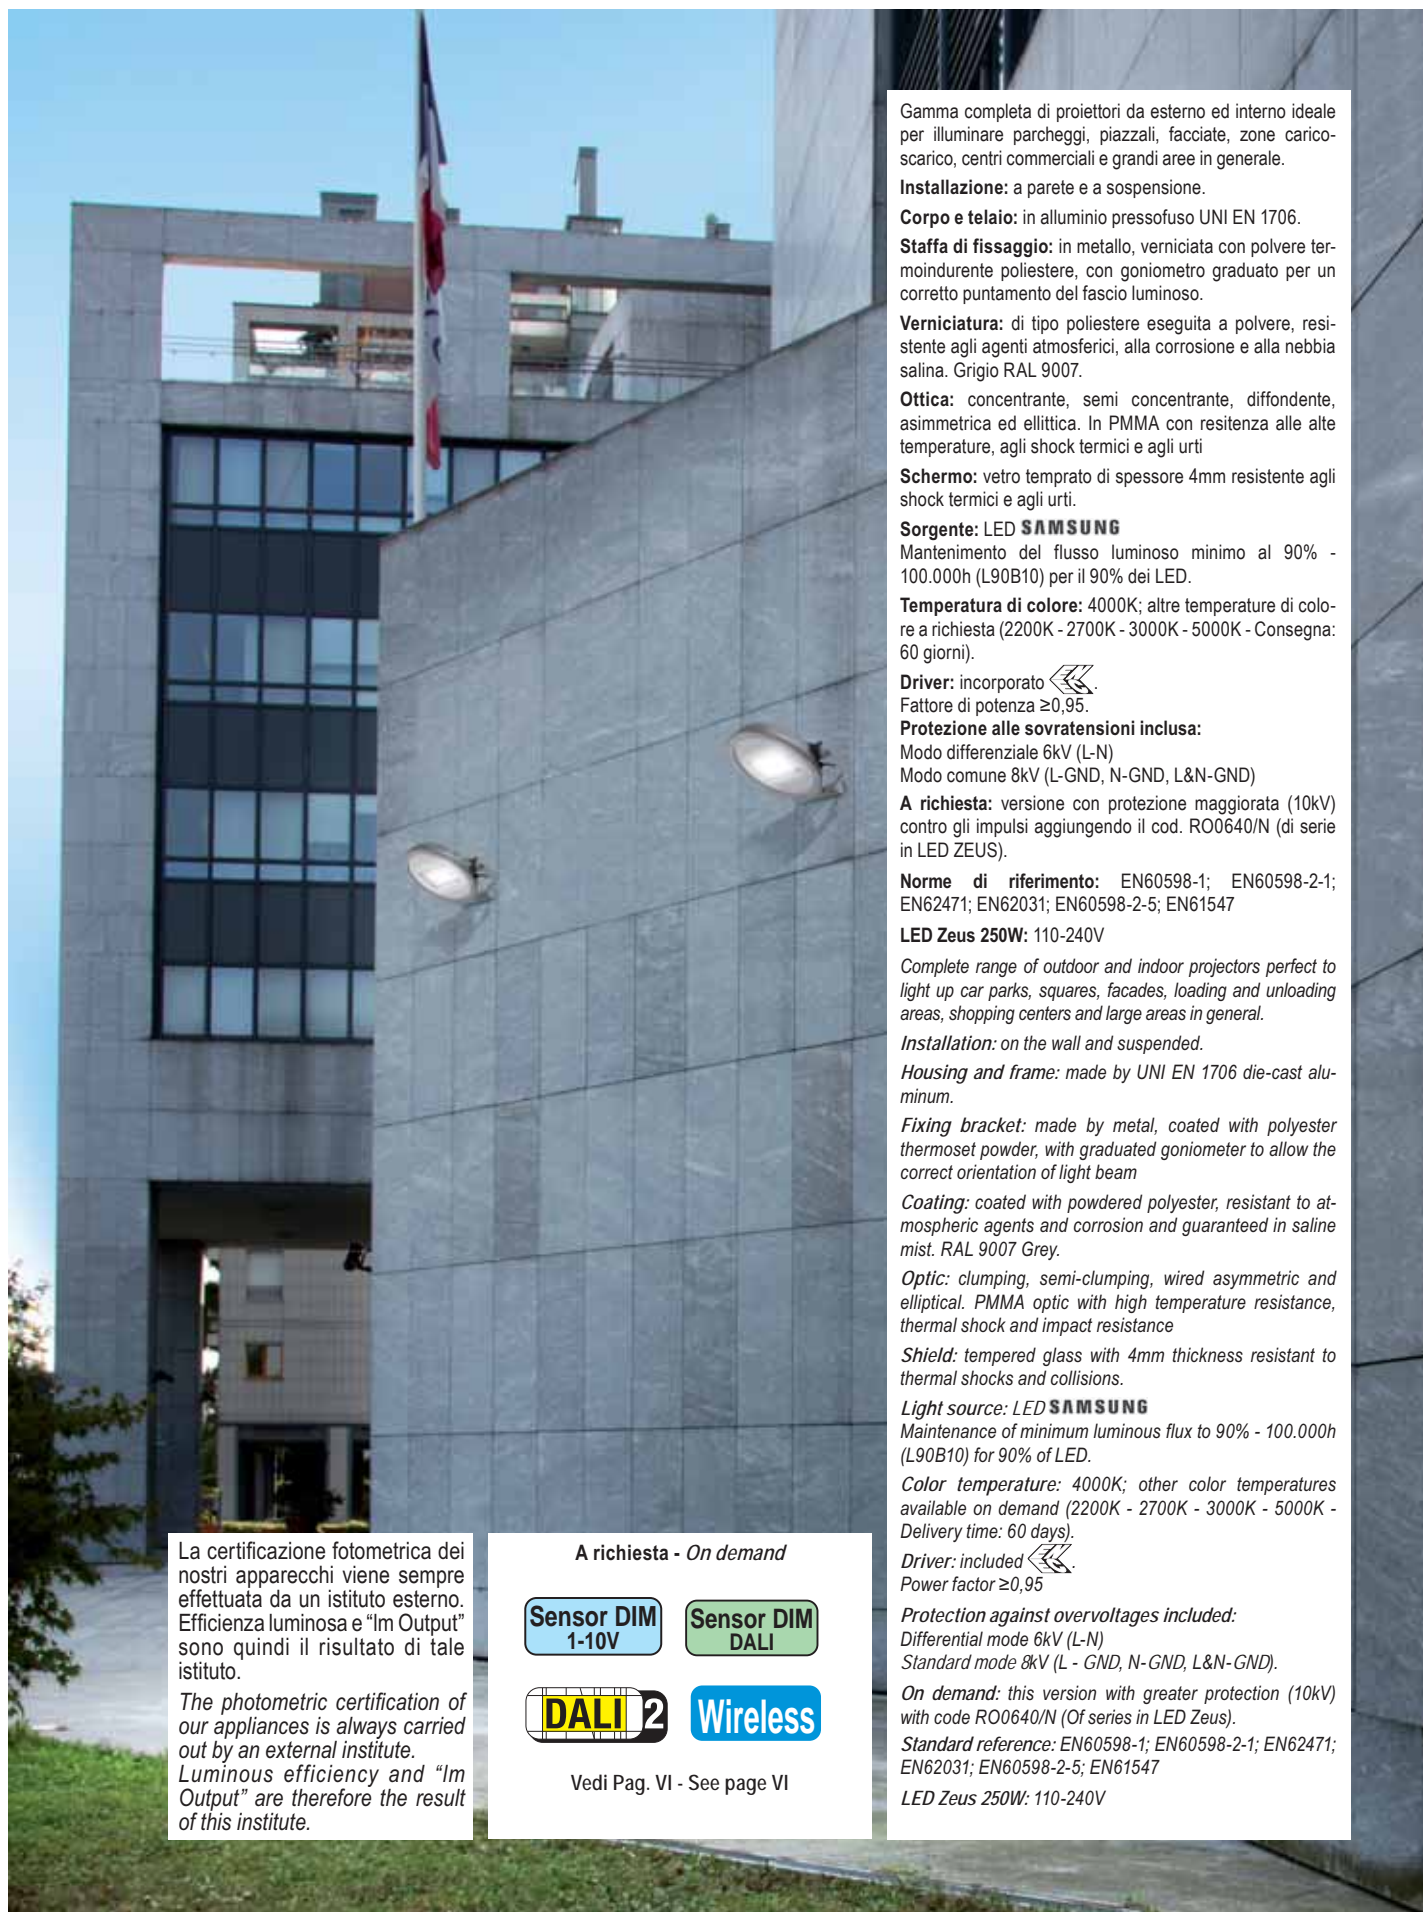 Gamma completa di proiettori da esterno ed interno ideale
per illuminare parcheggi, piazzali, facciate, zone carico-
scarico, centri commerciali e grandi aree in generale.
Installazione: a parete e a sospensione.
Corpo e telaio: in alluminio pressofuso UNI EN 1706.
Staffa di fissaggio: in metallo, verniciata con polvere ter-
moindurente poliestere, con goniometro graduato per un
corretto puntamento del fascio luminoso.
Verniciatura: di tipo poliestere eseguita a polvere, resi-
stente agli agenti atmosferici, alla corrosione e alla nebbia
salina. Grigio RAL 9007.
Ottica: concentrante, semi concentrante, diffondente,
asimmetrica ed ellittica. In PMMA con resitenza alle alte
temperature, agli shock termici e agli urti
Schermo: vetro temprato di spessore 4mm resistente agli
shock termici e agli urti.
Sorgente: LED SAMSUNG
Mantenimento del flusso luminoso minimo al 90% -
100.000h (L90B10) per il 90% dei LED.
Temperatura di colore: 4000K; altre temperature di colo-
re a richiesta (2200K - 2700K - 3000K - 5000K - Consegna:
60 giorni).
Driver: incorporato .
Fattore di potenza ≥0,95.
Protezione alle sovratensioni inclusa:
Modo differenziale 6kV (L-N)
Modo comune 8kV (L-GND, N-GND, L&N-GND)
A richiesta: versione con protezione maggiorata (10kV)
contro gli impulsi aggiungendo il cod. RO0640/N (di serie
in LED ZEUS).
Norme di riferimento: EN60598-1; EN60598-2-1;
EN62471; EN62031; EN60598-2-5; EN61547
LED Zeus 250W: 110-240V
Complete range of outdoor and indoor projectors perfect to
light up car parks, squares, facades, loading and unloading
areas, shopping centers and large areas in general.
Installation: on the wall and suspended.
Housing and frame: made by UNI EN 1706 die-cast alu-
minum.
Fixing bracket: made by metal, coated with polyester
thermoset powder, with graduated goniometer to allow the
correct orientation of light beam
Coating: coated with powdered polyester, resistant to at-
mospheric agents and corrosion and guaranteed in saline
mist. RAL 9007 Grey.
Optic: clumping, semi-clumping, wired asymmetric and
elliptical. PMMA optic with high temperature resistance,
thermal shock and impact resistance
Shield: tempered glass with 4mm thickness resistant to
thermal shocks and collisions.
Light source: LED SAMSUNG
Maintenance of minimum luminous flux to 90% - 100.000h
(L90B10) for 90% of LED.
Color temperature: 4000K; other color temperatures
available on demand (2200K - 2700K - 3000K - 5000K -
Delivery time: 60 days).
Driver: included .
Power factor ≥0,95
Protection against overvoltages included:
Differential mode 6kV (L-N)
Standard mode 8kV (L - GND, N-GND, L&N-GND).
On demand: this version with greater protection (10kV)
with code RO0640/N (Of series in LED Zeus).
Standard reference: EN60598-1; EN60598-2-1; EN62471;
EN62031; EN60598-2-5; EN61547
LED Zeus 250W: 110-240V
La certificazione fotometrica dei
nostri apparecchi viene sempre
effettuata da un istituto esterno.
Efficienza luminosa e “lm Output”
sono quindi il risultato di tale
istituto.
The photometric certification of
our appliances is always carried
out by an external institute.
Luminous efficiency and “lm
Output” are therefore the result
of this institute.
A richiesta - On demand
Sensor DIM
1-10V
Sensor DIM
DALI
DALI 2
Wireless
Vedi Pag. VI - See page VI